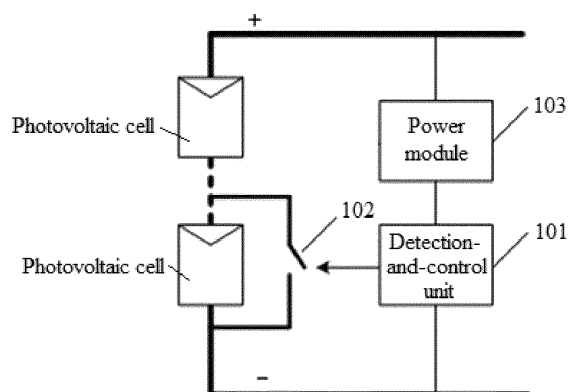 +
Photovoltaic cell
Power
module
103
102
Photovoltaic cell
Detection-
and-control
unit
101
−